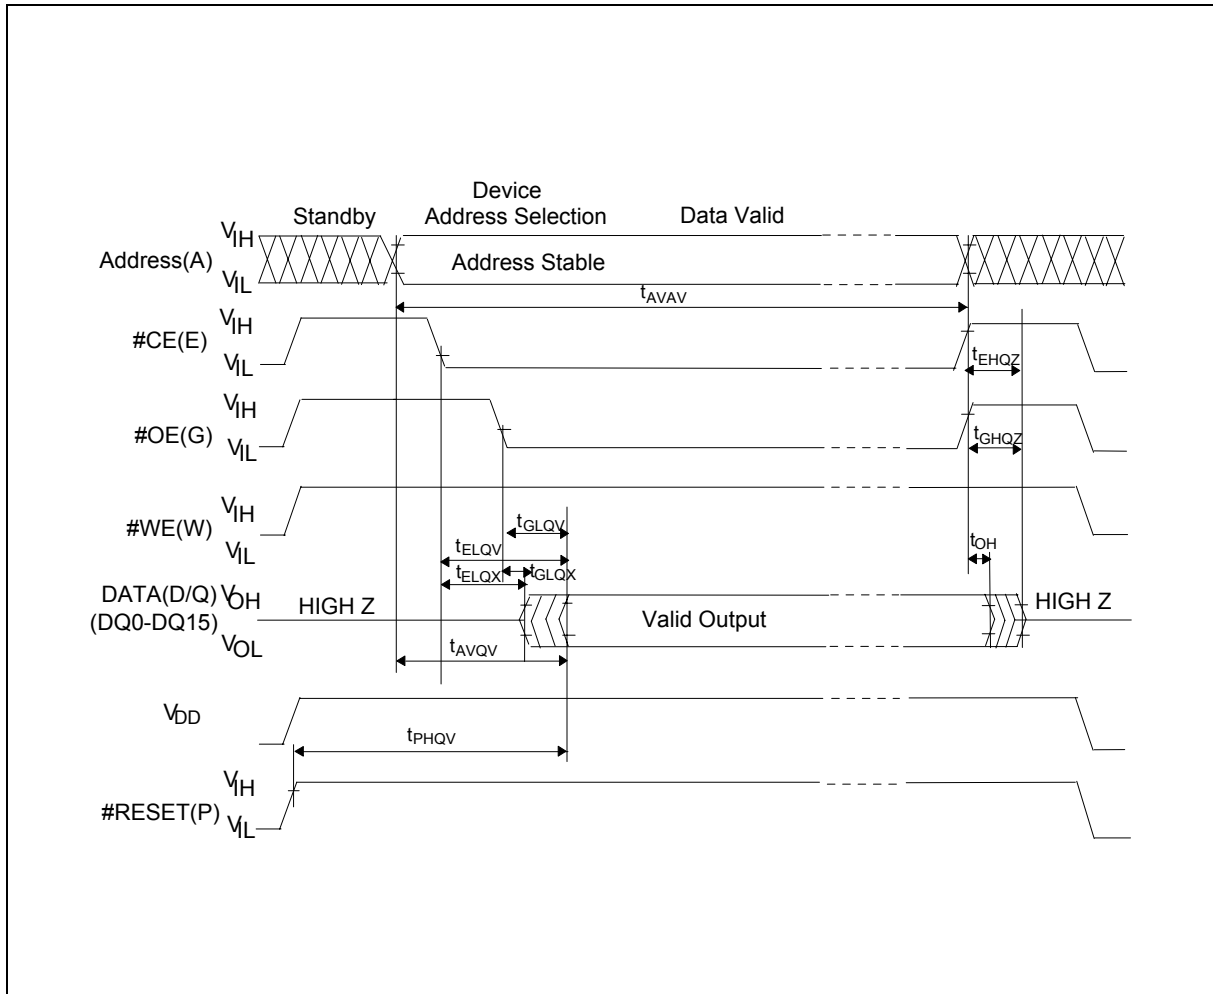 Device
Standby Address Selection Data Valid
VIH
Address(A) Address Stable
VIL
tAVAV
VIH
#CE(E)
VIL
tEHQZ
VIH
#OE(G)
VIL
tGHQZ
VIH
#WE(W)
VIL
tGLQV
tELQV
tOH
tELQX tGLQX
DATA(D/Q) VOH HIGH Z HIGH Z
(DQ0-DQ15) Valid Output
VOL
tAVQV
VDD
tPHQV
VIH
#RESET(P)
VIL